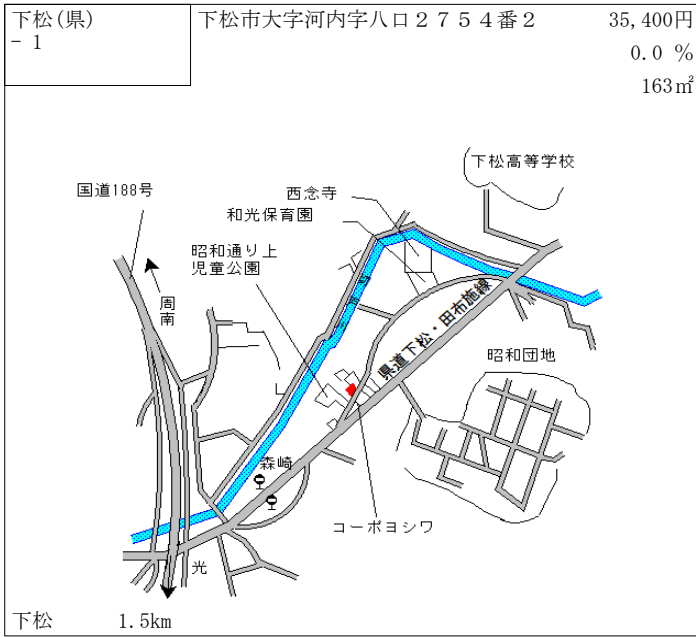 下松(県)
- 1
下松市大字河内字八口２７５４番２
35,400円
0.0 %
163㎡
下松高等学校
国道188号
西念寺
和光保育園
昭和通り上
児童公園
周南
県道下松・田布施線
昭和団地
森崎
コーポヨシワ
光
下松 1.5km